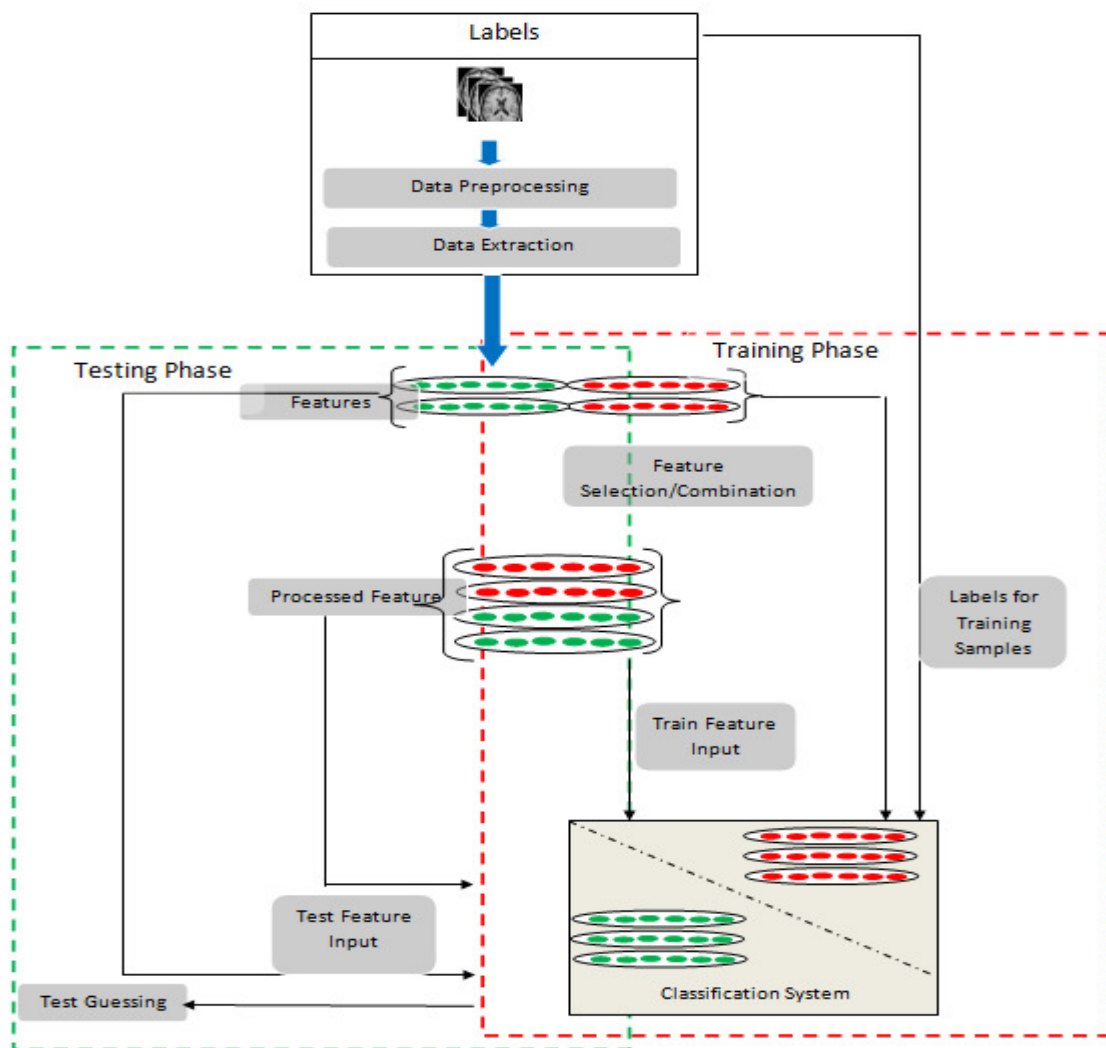 Labels
Data Preprocessing
Data Extraction
Testing Phase
Training Phase
Features
Feature
Selection/Combination
Processed Feature
Labels for
Training
Samples
Train Feature
Input
Test Feature
Input
Classification System
Test Guessing